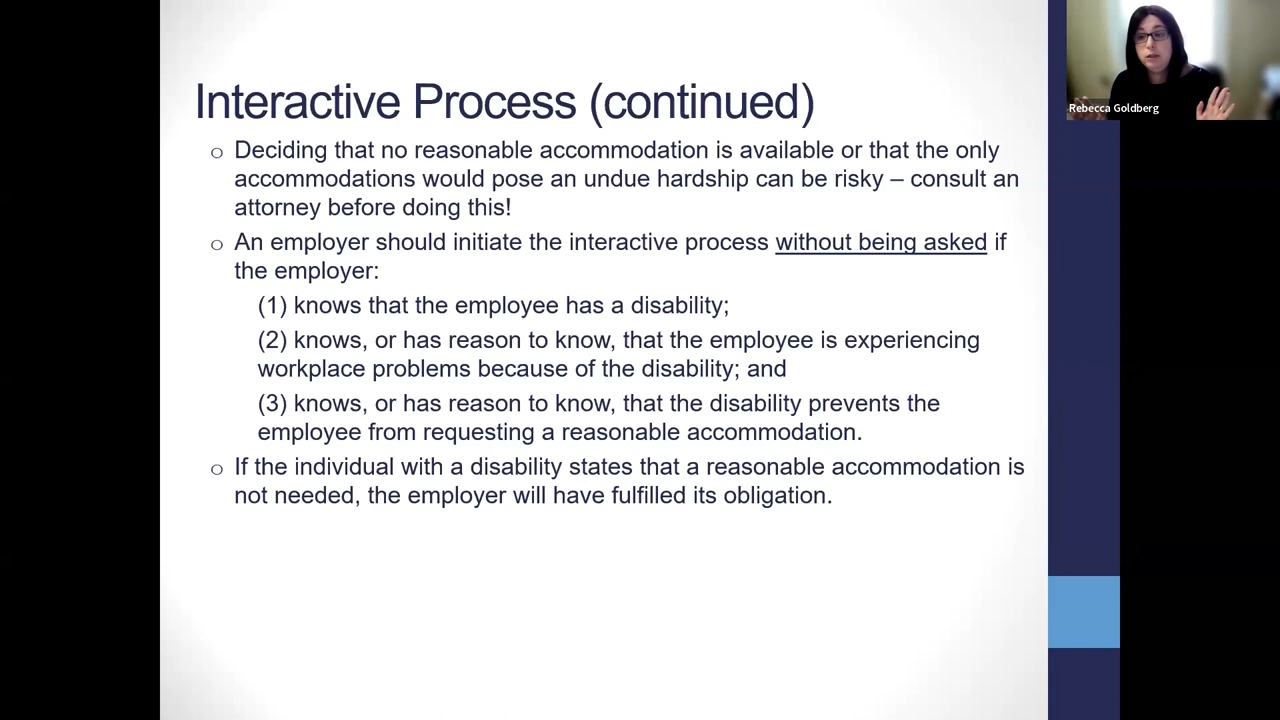 Interactive Process (continued)
o Deciding that no reasonable accommodation is available or that the only
accommodations would pose an undue hardship can be risky – consult an
attorney before doing this!
o An employer should initiate the interactive process without being asked if
the employer:
(1) knows that the employee has a disability;
(2) knows, or has reason to know, that the employee is experiencing
workplace problems because of the disability; and
(3) knows, or has reason to know, that the disability prevents the
employee from requesting a reasonable accommodation.
o If the individual with a disability states that a reasonable accommodation is
not needed, the employer will have fulfilled its obligation.
Rebecca Goldberg